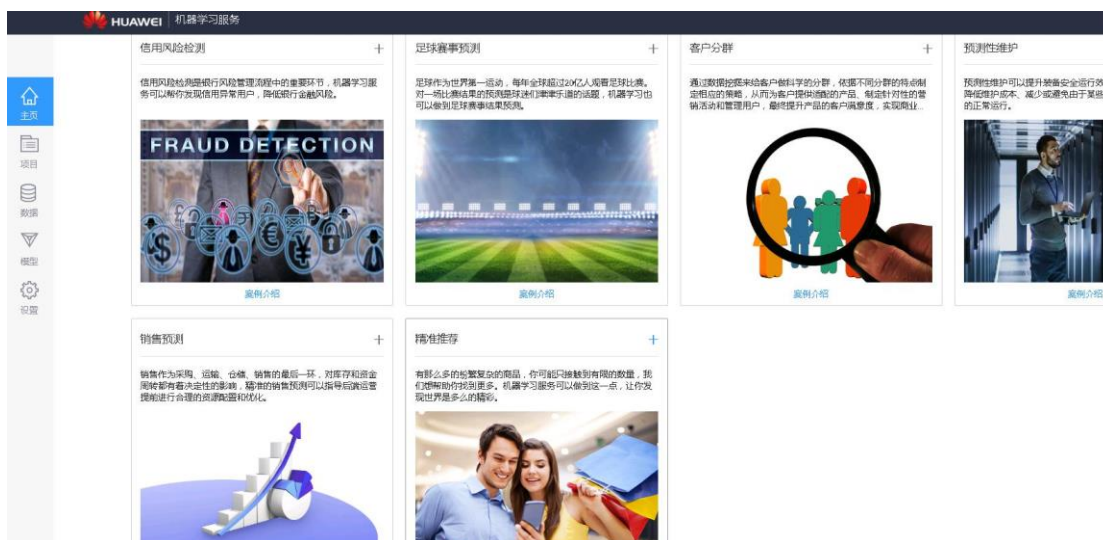 HUAWEI 机器学习服务
主页
项目
数据
模型
设置
信用风险检测
信用风险检测是银行风险管理流程中的重要环节，机器学习服
务可以帮你发现信用异常用户，降低银行金融风险。
FRAUD DETECTION
案例介绍
足球赛事预测
足球作为世界第一运动，每年全球超过20亿人观看足球比赛。
对一场比赛结果的预测是球迷们津津乐道的话题，机器学习也
可以做到足球赛事结果预测。
案例介绍
客户分群
通过数据挖掘来给客户做科学的分群，依据不同分群的特点制
定相应的策略，从而为客户提供适配的产品、制定针对性的营
销活动和管理用户，最终提升产品的客户满意度，实现商业...
案例介绍
预测性维护
预测性维护可以提升装备安全运行效
降低维护成本、减少或避免由于某些
的正常运行。
案例介绍
销售预测
销售作为采购、运输、仓储、销售的最后一环，对库存和资金
周转都有着决定性的影响，精准的销售预测可以指导后端运营
提前进行合理的资源配置和优化。
精准推荐
有那么多的纷繁复杂的商品，你可能只接触到有限的数量，我
们想帮助你找到更多。机器学习服务可以做到这一点，让你发
现世界是多么的精彩。